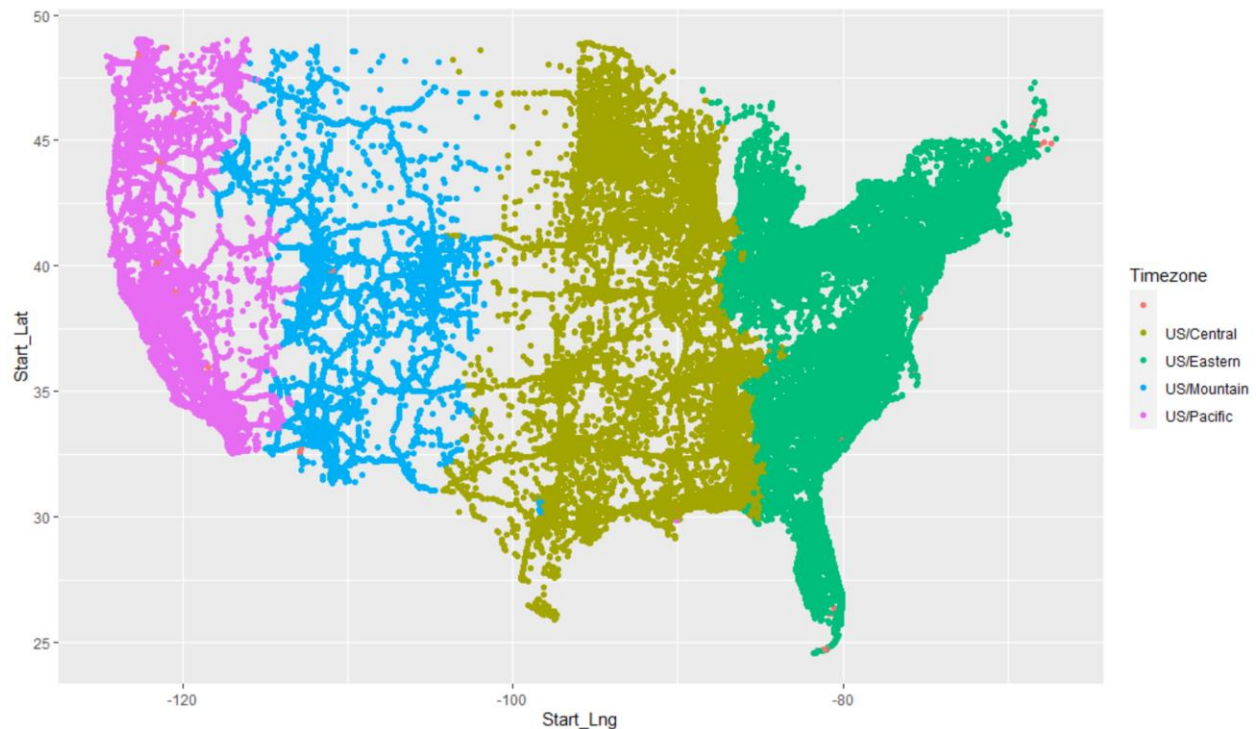 50
45
40
35
30
25
Start_Lat
-120
-100
-80
Start_Lng
Timezone
US/Central
US/Eastern
US/Mountain
US/Pacific